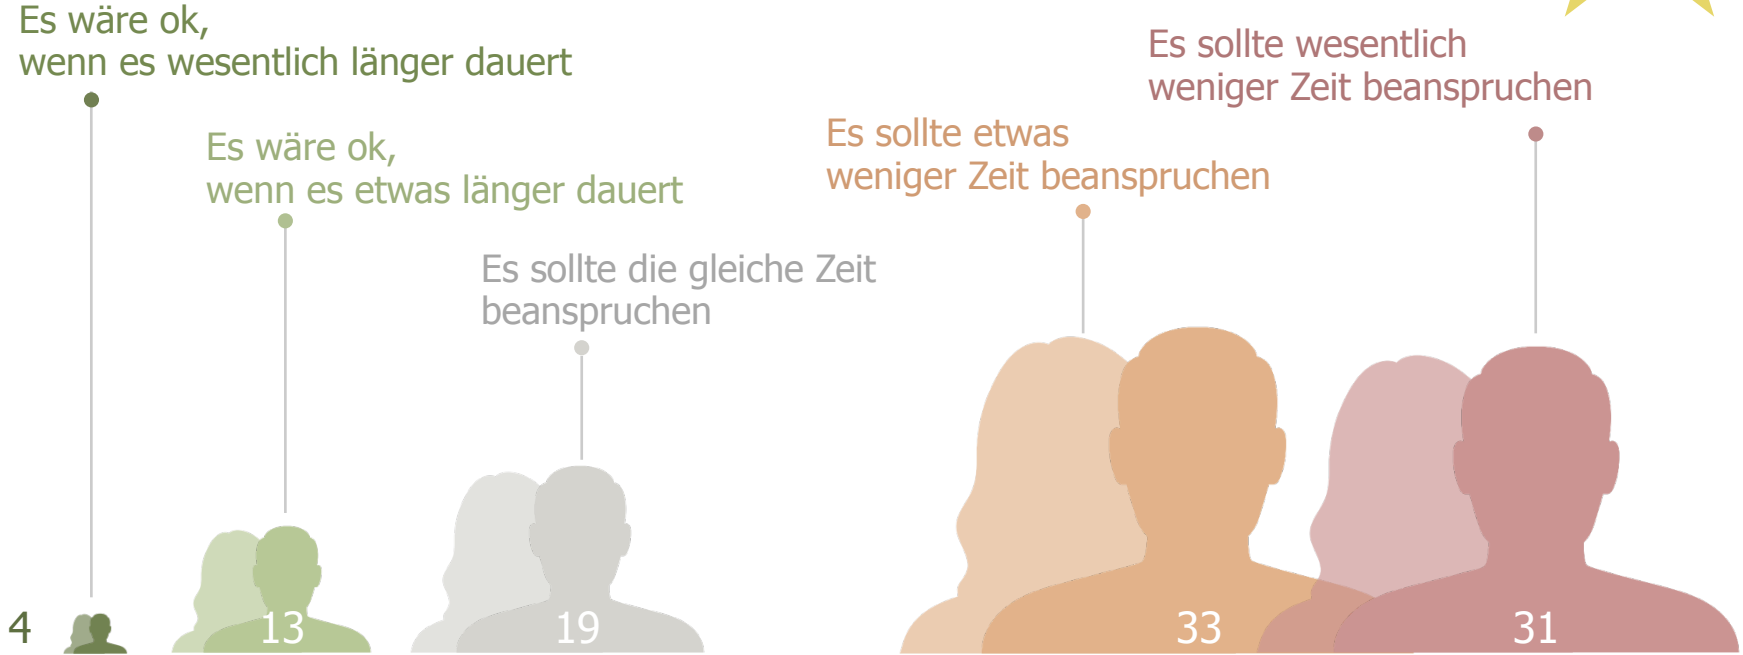 Es wäre ok,
wenn es wesentlich länger dauert
Es wäre ok,
wenn es etwas länger dauert
Es sollte die gleiche Zeit
beanspruchen
Es sollte etwas
weniger Zeit beanspruchen
Es sollte wesentlich
weniger Zeit beanspruchen
4
13
19
33
31